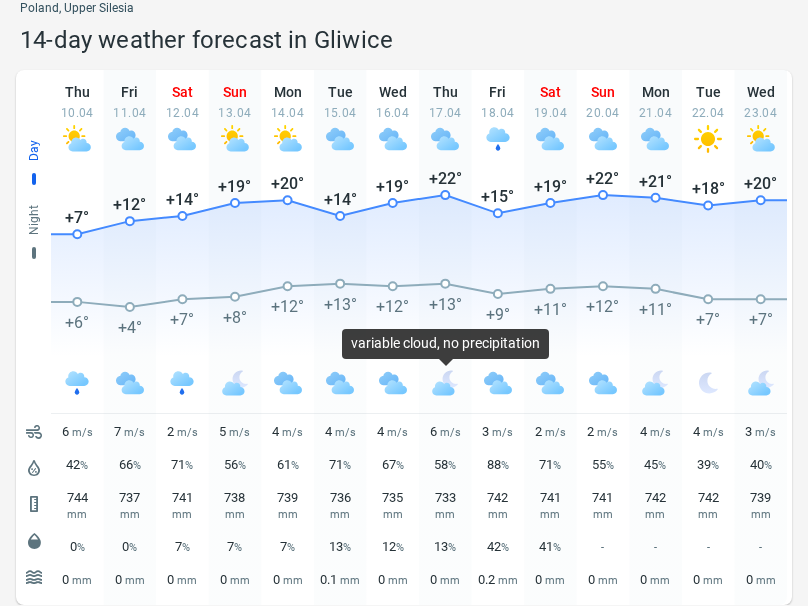 Poland, Upper Silesia
14-day weather forecast in Gliwice
Thu Fri Sat Sun Mon Tue Wed Thu Fri Sat Sun Mon Tue Wed
10.04 11.04 12.04 13.04 14.04 15.04 16.04 17.04 18.04 19.04 20.04 21.04 22.04 23.04
Day
Night
+7° +12° +14° +19° +20° +14° +19° +22° +15° +19° +22° +21° +18° +20°
+6° +4° +7° +8° +12° +13° +12° +13° +9° +11° +12° +11° +7° +7°
variable cloud, no precipitation
6 m/s 7 m/s 2 m/s 5 m/s 4 m/s 4 m/s 4 m/s 6 m/s 3 m/s 2 m/s 2 m/s 4 m/s 4 m/s 3 m/s
42% 66% 71% 56% 61% 71% 67% 58% 88% 71% 55% 45% 39% 40%
744 737 741 738 739 736 735 733 742 741 741 742 742 739
mm mm mm mm mm mm mm mm mm mm mm mm mm mm
0% 0% 7% 7% 7% 13% 12% 13% 42% 41% - - - -
0 mm 0 mm 0 mm 0 mm 0 mm 0.1 mm 0 mm 0 mm 0.2 mm 0 mm 0 mm 0 mm 0 mm 0 mm